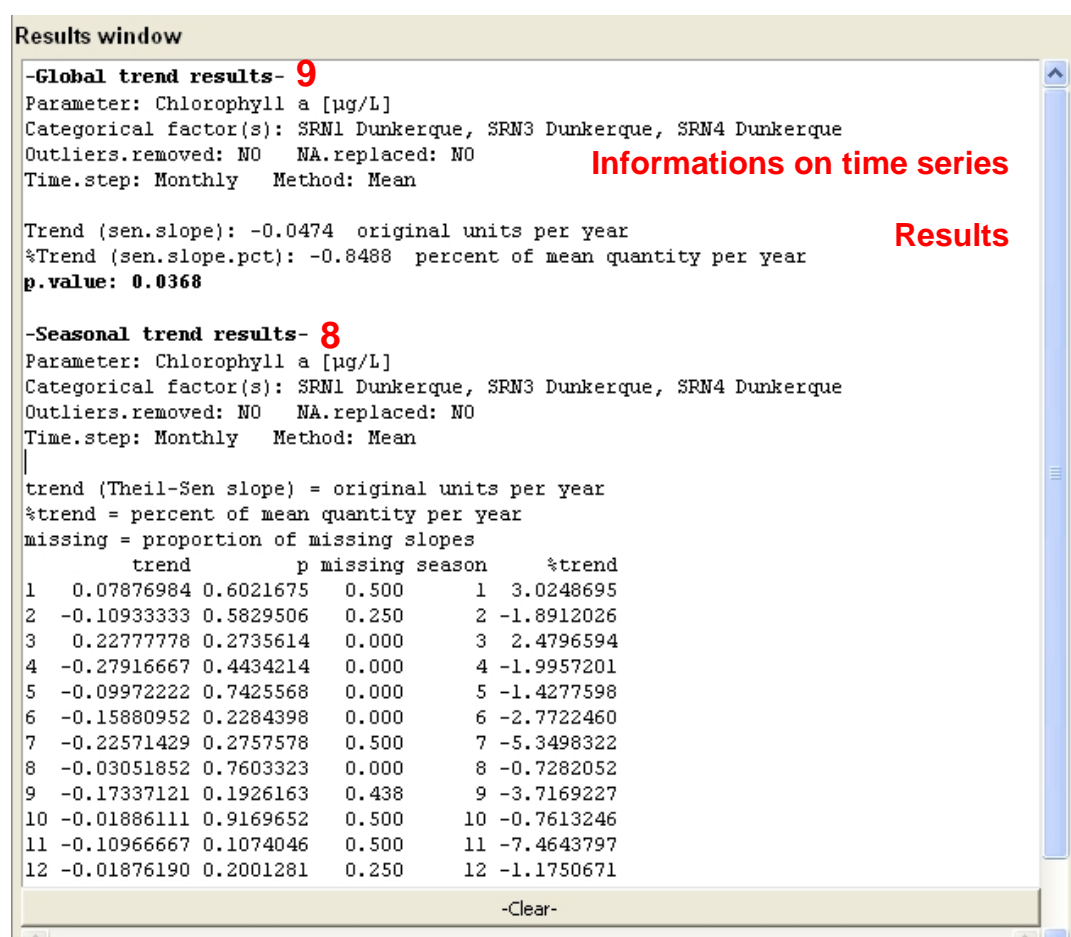 Results window
-Global trend results- 9
Parameter: Chlorophyll a [µg/L]
Categorical factor(s): SRN1 Dunkerque, SRN3 Dunkerque, SRN4 Dunkerque
Outliers.removed: NO   NA.replaced: NO
Informations on time series
Time.step: Monthly   Method: Mean
Trend (sen.slope): -0.0474  original units per year
Results
%Trend (sen.slope.pct): -0.8488  percent of mean quantity per year
p.value: 0.0368
-Seasonal trend results- 8
Parameter: Chlorophyll a [µg/L]
Categorical factor(s): SRN1 Dunkerque, SRN3 Dunkerque, SRN4 Dunkerque
Outliers.removed: NO   NA.replaced: NO
Time.step: Monthly   Method: Mean
trend (Theil-Sen slope) = original units per year
%trend = percent of mean quantity per year
missing = proportion of missing slopes
trend p missing season %trend
1 0.07876984 0.6021675 0.500 1 3.0248695
2 -0.10933333 0.5829506 0.250 2 -1.8912026
3 0.22777778 0.2735614 0.000 3 2.4796594
4 -0.27916667 0.4434214 0.000 4 -1.9957201
5 -0.09972222 0.7425568 0.000 5 -1.4277598
6 -0.15880952 0.2284398 0.000 6 -2.7722460
7 -0.22571429 0.2757578 0.500 7 -5.3498322
8 -0.03051852 0.7603323 0.000 8 -0.7282052
9 -0.17337121 0.1926163 0.438 9 -3.7169227
10 -0.01886111 0.9169652 0.500 10 -0.7613246
11 -0.10966667 0.1074046 0.500 11 -7.4643797
12 -0.01876190 0.2001281 0.250 12 -1.1750671
-Clear-